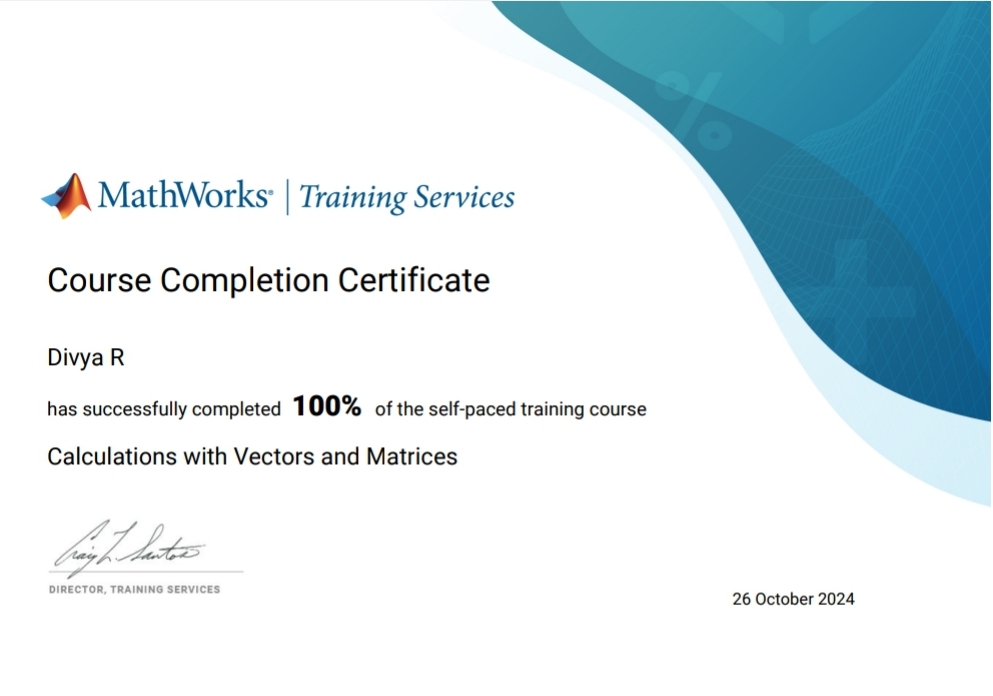 MathWorks® | Training Services
Course Completion Certificate
Divya R
has successfully completed 100% of the self-paced training course
Calculations with Vectors and Matrices
Craig L. Santos
DIRECTOR, TRAINING SERVICES
26 October 2024